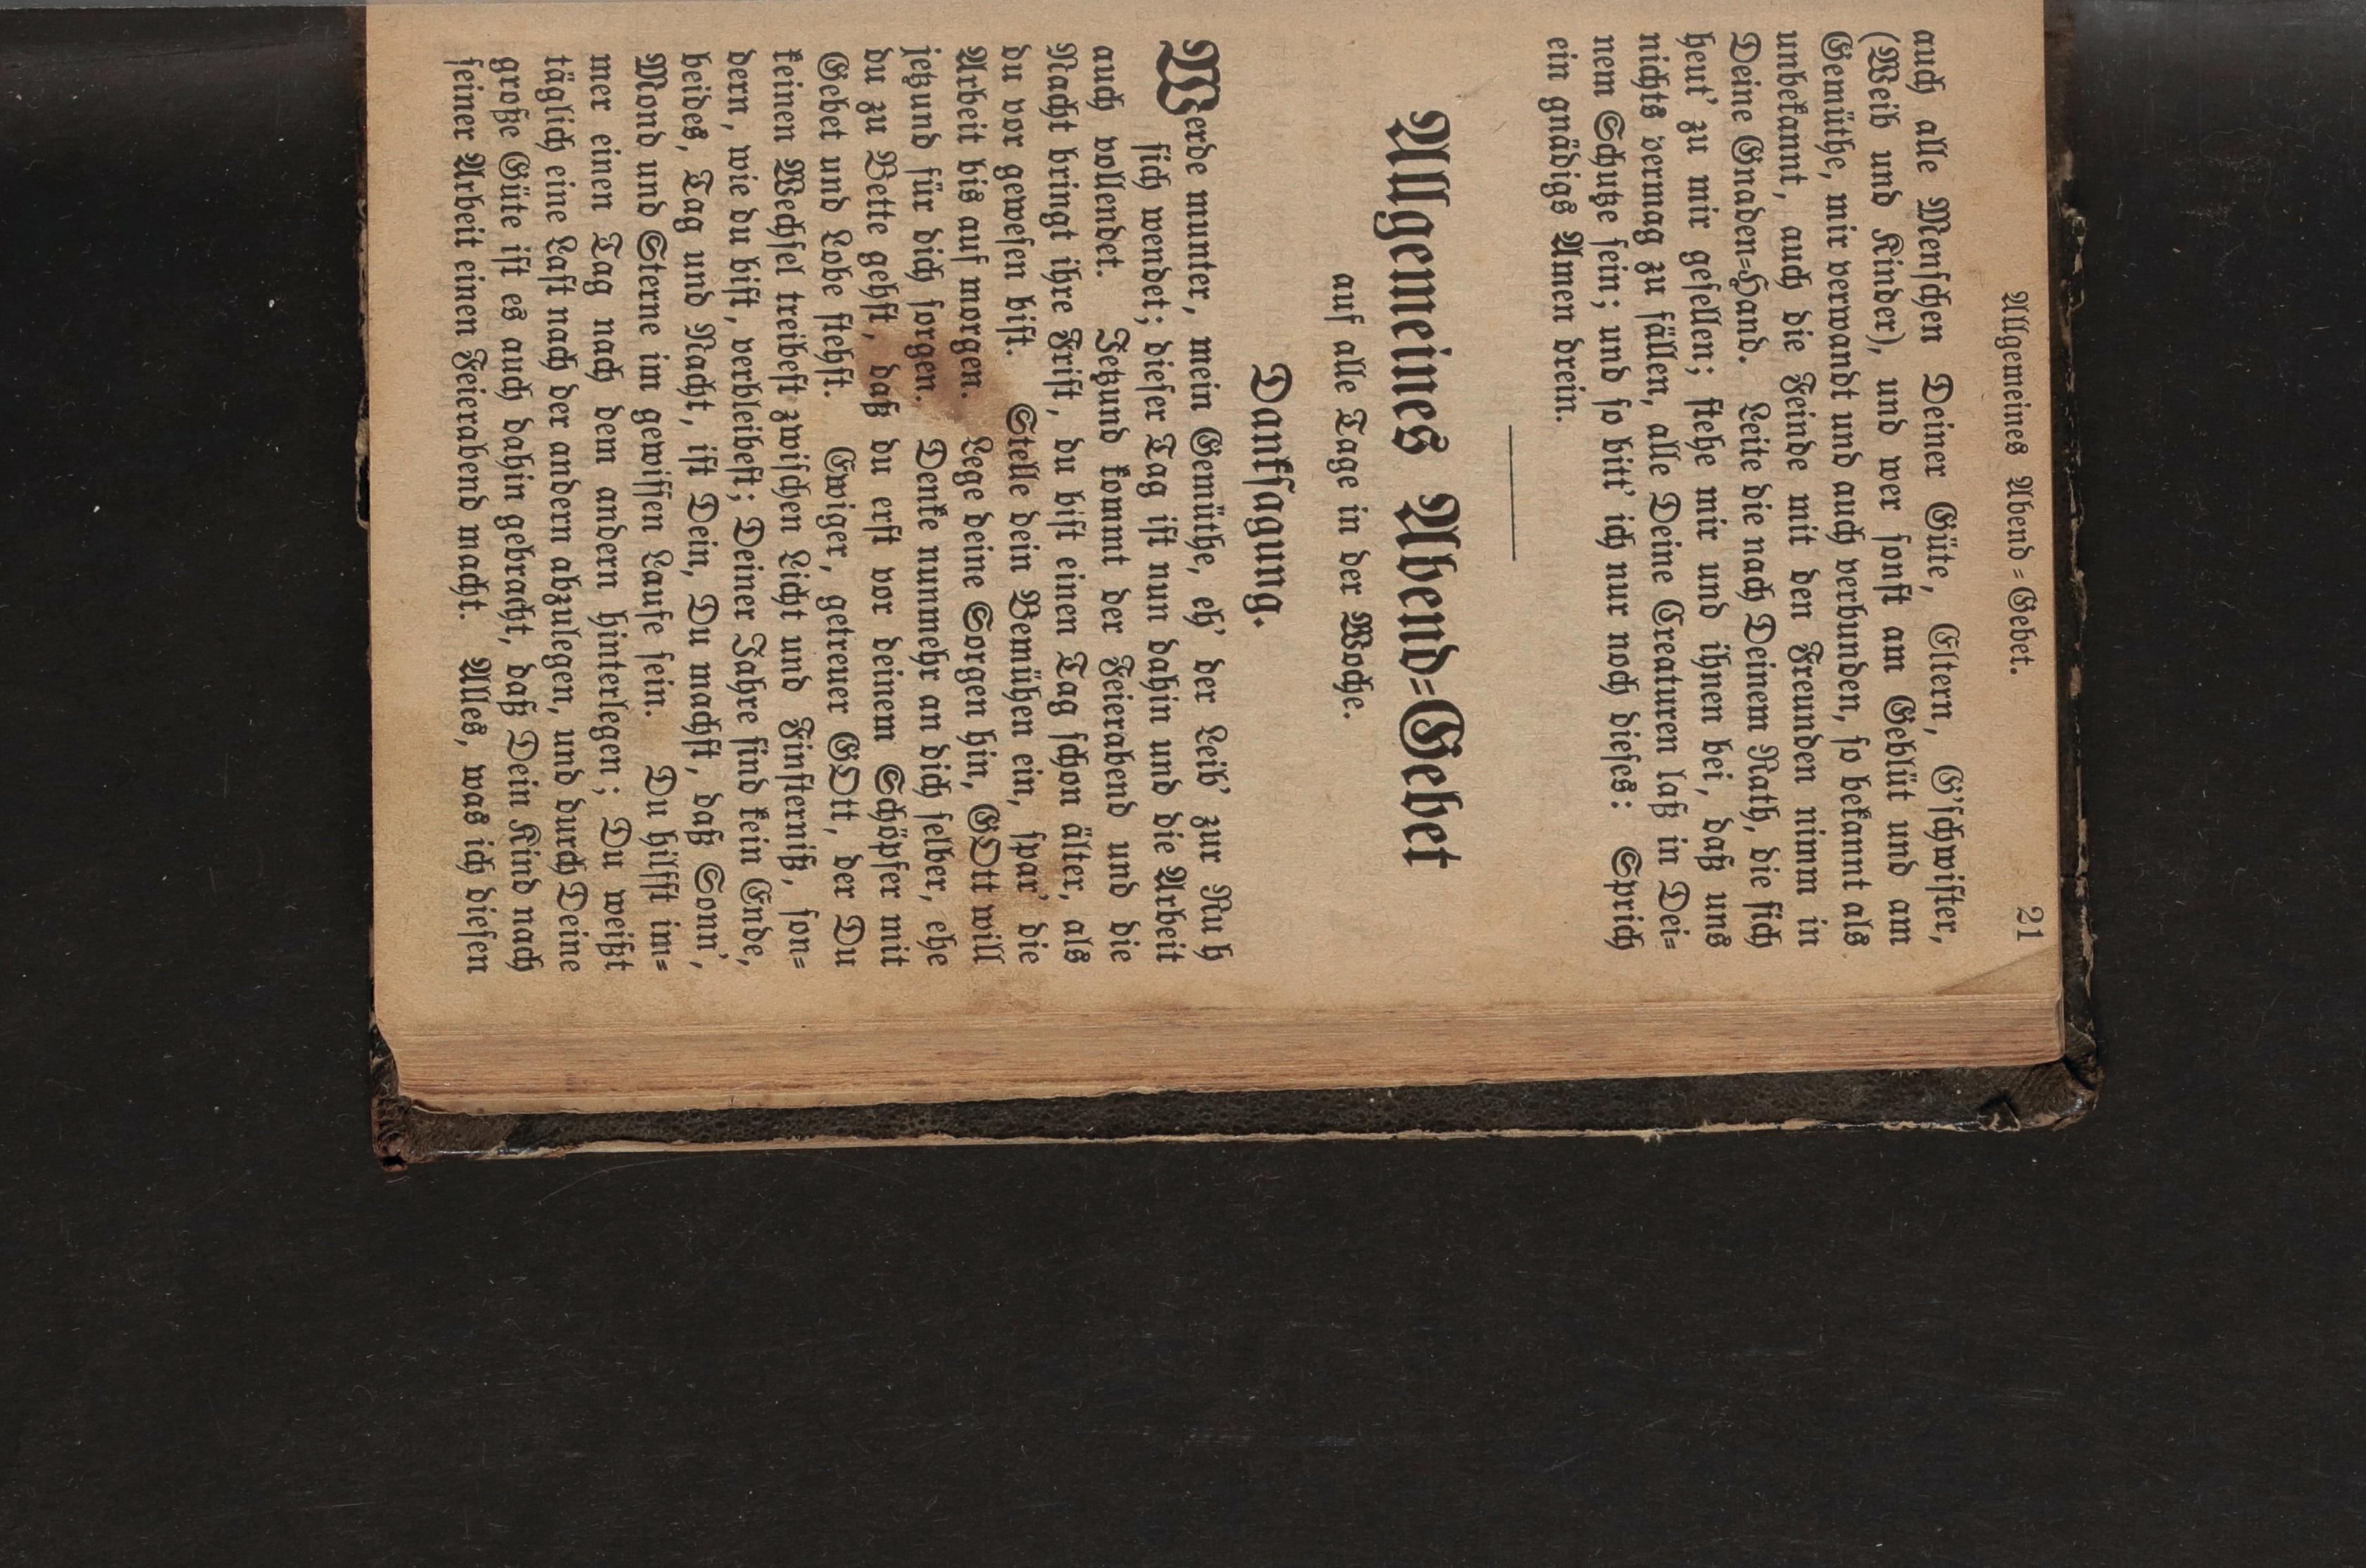 Allgemeines Abend-Gebet. 21
auch alle Menschen Deiner Güte, Eltern, G'schwister,
(Weib und Kinder), und wer sonst am Geblüt und am
Gemüthe, mir verwandt und auch verbunden, so bekannt als
unbekannt, auch die Feinde mit den Freunden nimm in
Deine Gnaden-Hand. Leite die nach Deinem Rath, die sich
heut' zu mir gesellen; stehe mir und ihnen bei, daß uns
nichts vermag zu fällen, alle Deine Creaturen laß in Dei-
nem Schutze sein; und so bitt' ich nur noch dieses: Sprich
ein gnädigs Amen drein.
Allgemeines Abend-Gebet
auf alle Tage in der Woche.
Danksagung.
Werde munter, mein Gemüthe, eh' der Leib' zur Ruh
sich wendet; dieser Tag ist nun dahin und die Arbeit
auch vollendet. Jetzund kommt der Feierabend und die
Nacht bringt ihre Frist, du bist einen Tag schon älter, als
du vor gewesen bist. Stelle dein Bemühen ein, spar' die
Arbeit bis auf morgen. Lege deine Sorgen hin, GOtt will
jetzund für dich sorgen. Denke nunmehr an dich selber, ehe
du zu Bette gehst, daß du erst vor deinem Schöpfer mit
Gebet und Lobe stehst. Ewiger, getreuer GOtt, der Du
keinen Wechsel treibest zwischen Licht und Finsterniß, son-
dern, wie du bist, verbleibest; Deiner Jahre sind kein Ende,
beides, Tag und Nacht, ist Dein, Du machst, daß Sonn',
Mond und Sterne im gewissen Laufe sein. Du hilfst im-
mer einen Tag nach dem andern hinterlegen; Du weißt
täglich eine Last nach der andern abzulegen, und durch Deine
große Güte ist es auch dahin gebracht, daß Dein Kind nach
seiner Arbeit einen Feierabend macht. Alles, was ich diesen